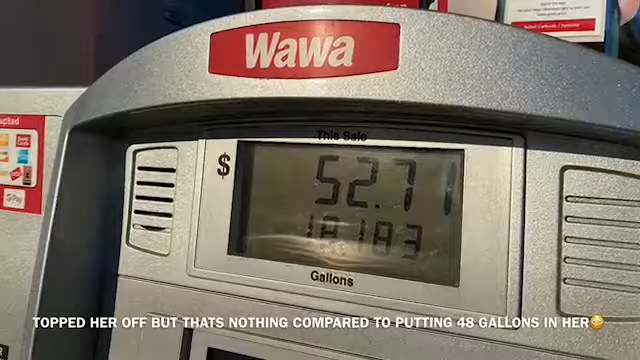 Wawa
This Sale
$
52.71
18.183
Gallons
G Pay
TOPPED HER OFF BUT THATS NOTHING COMPARED TO PUTTING 48 GALLONS IN HER😳